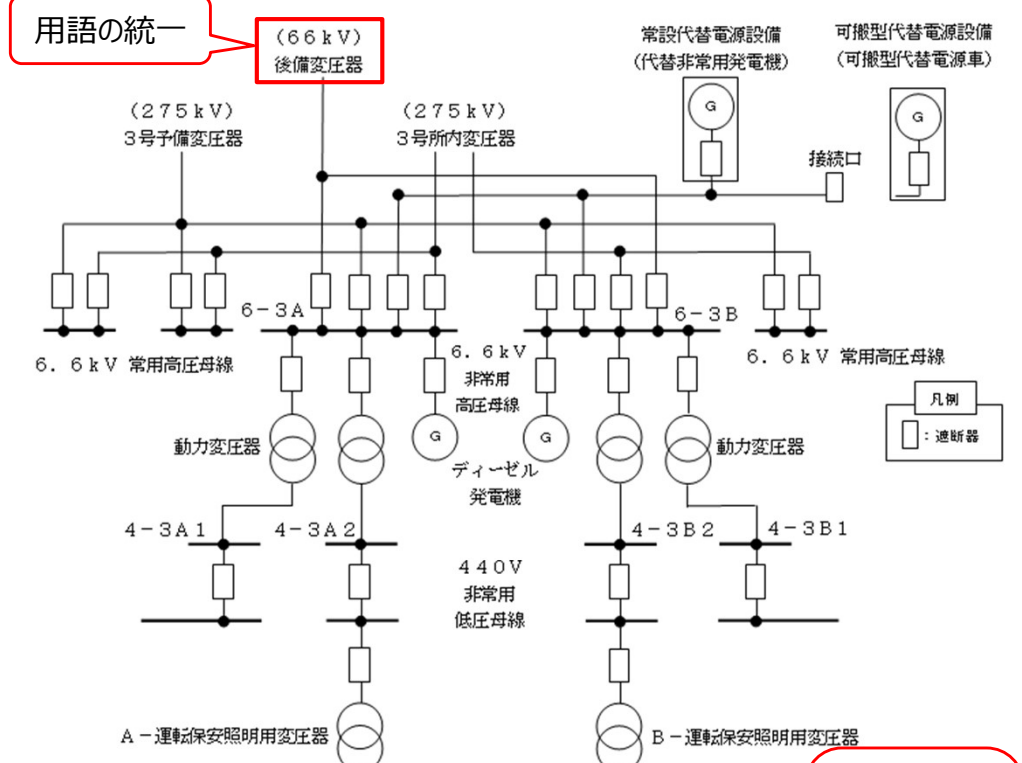 用語の統一
(66kV)
後備変圧器
常設代替電源設備
(代替非常用発電機)
可搬型代替電源設備
(可搬型代替電源車)
(275kV)
3号予備変圧器
(275kV)
3号所内変圧器
G
G
接続口
6-3A
6-3B
6.6kV 常用高圧母線
6.6kV
非常用
高圧母線
6.6kV 常用高圧母線
凡例
:遮断器
動力変圧器
G
G
動力変圧器
ディーゼル
発電機
4-3A1
4-3A2
4-3B2
4-3B1
440V
非常用
低圧母線
A-運転保安照明用変圧器
B-運転保安照明用変圧器